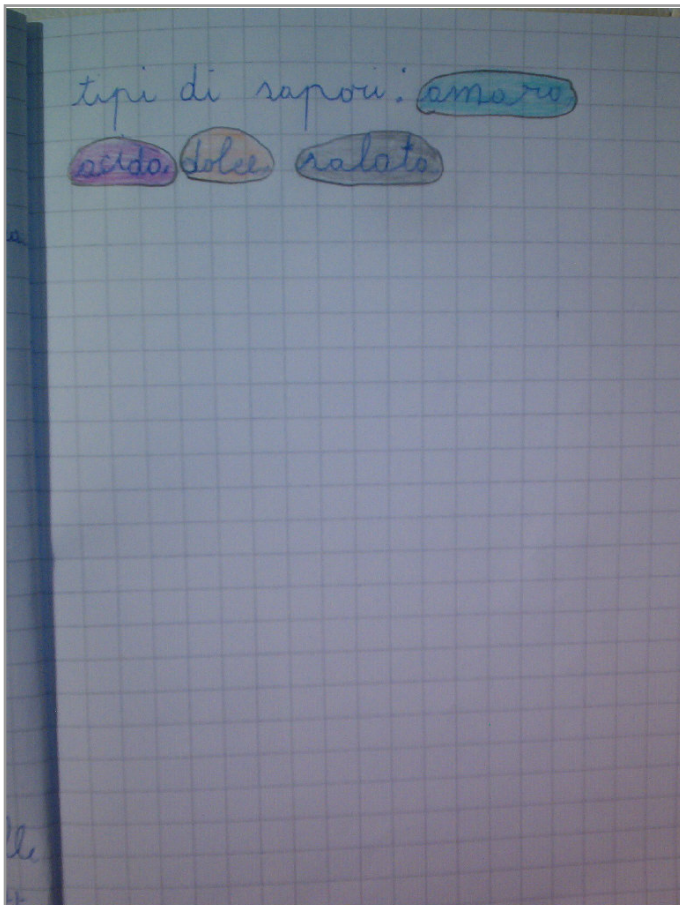 tipi di sapori: amaro,
acido, dolce, salato